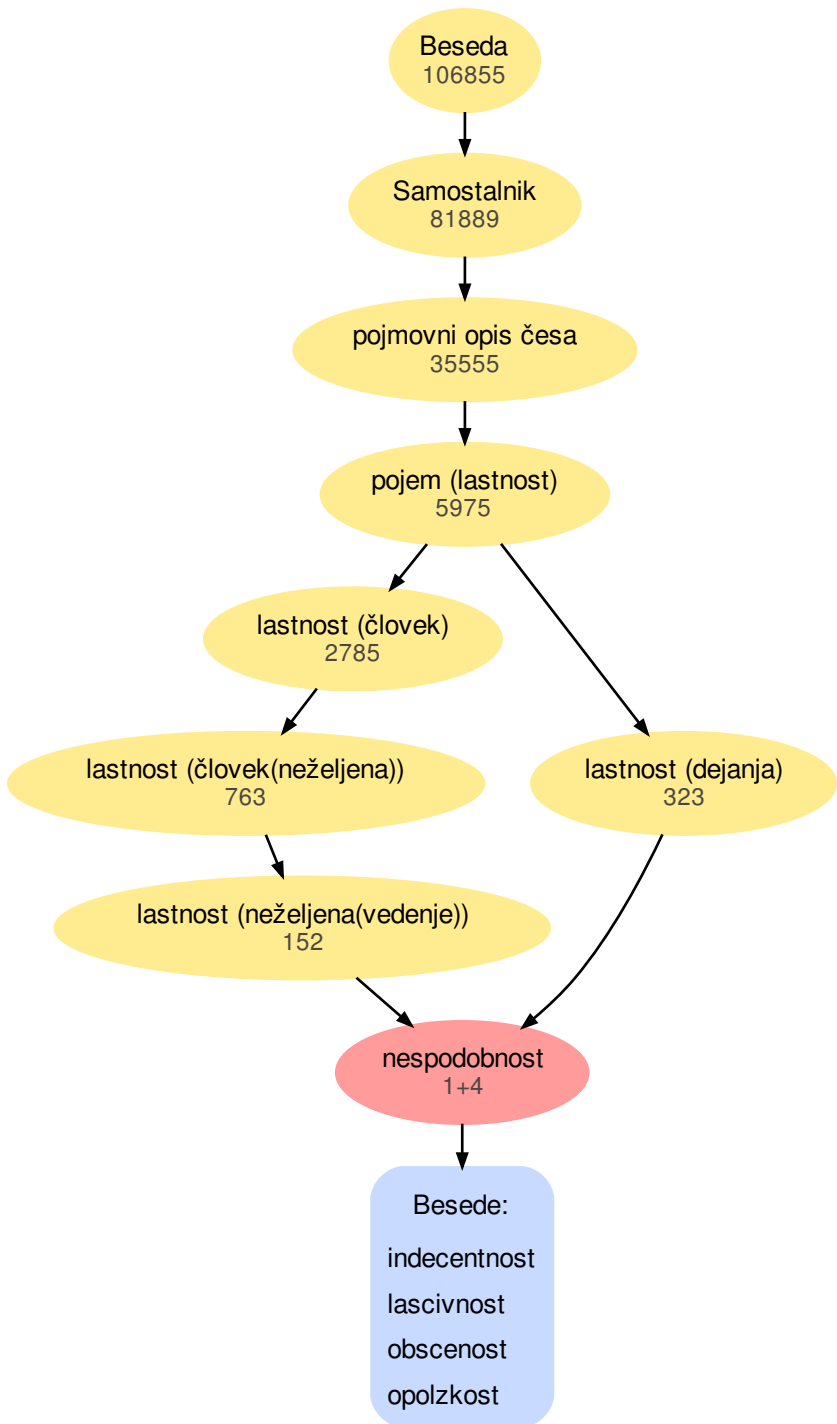 Beseda
106855
Samostalnik
81889
pojmovni opis česa
35555
pojem (lastnost)
5975
lastnost (človek)
2785
lastnost (človek(neželjena))
763
lastnost (dejanja)
323
lastnost (neželjena(vedenje))
152
nespodobnost
1+4
Besede:
indecentnost
lascivnost
obscenost
opolzkost